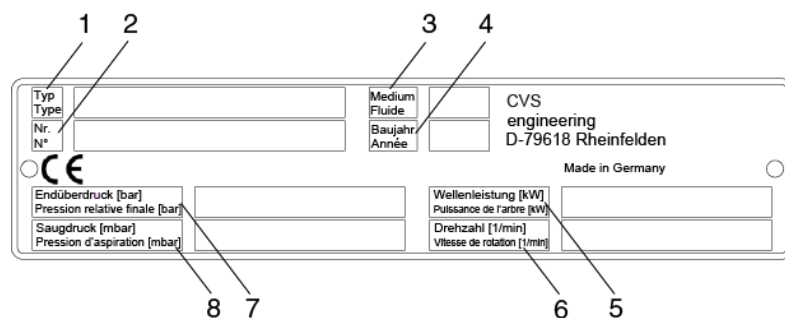 1 2 3 4
Typ
Type
Medium
Fluide
CVS
engineering
D-79618 Rheinfelden
Nr.
N°
Baujahr
Année
CE
Made in Germany
Endüberdruck [bar]
Pression relative finale [bar]
Wellenleistung [kW]
Puissance de l'arbre [kW]
Saugdruck [mbar]
Pression d'aspiration [mbar]
Drehzahl [1/min]
Vitesse de rotation [1/min]
8 7 6 5